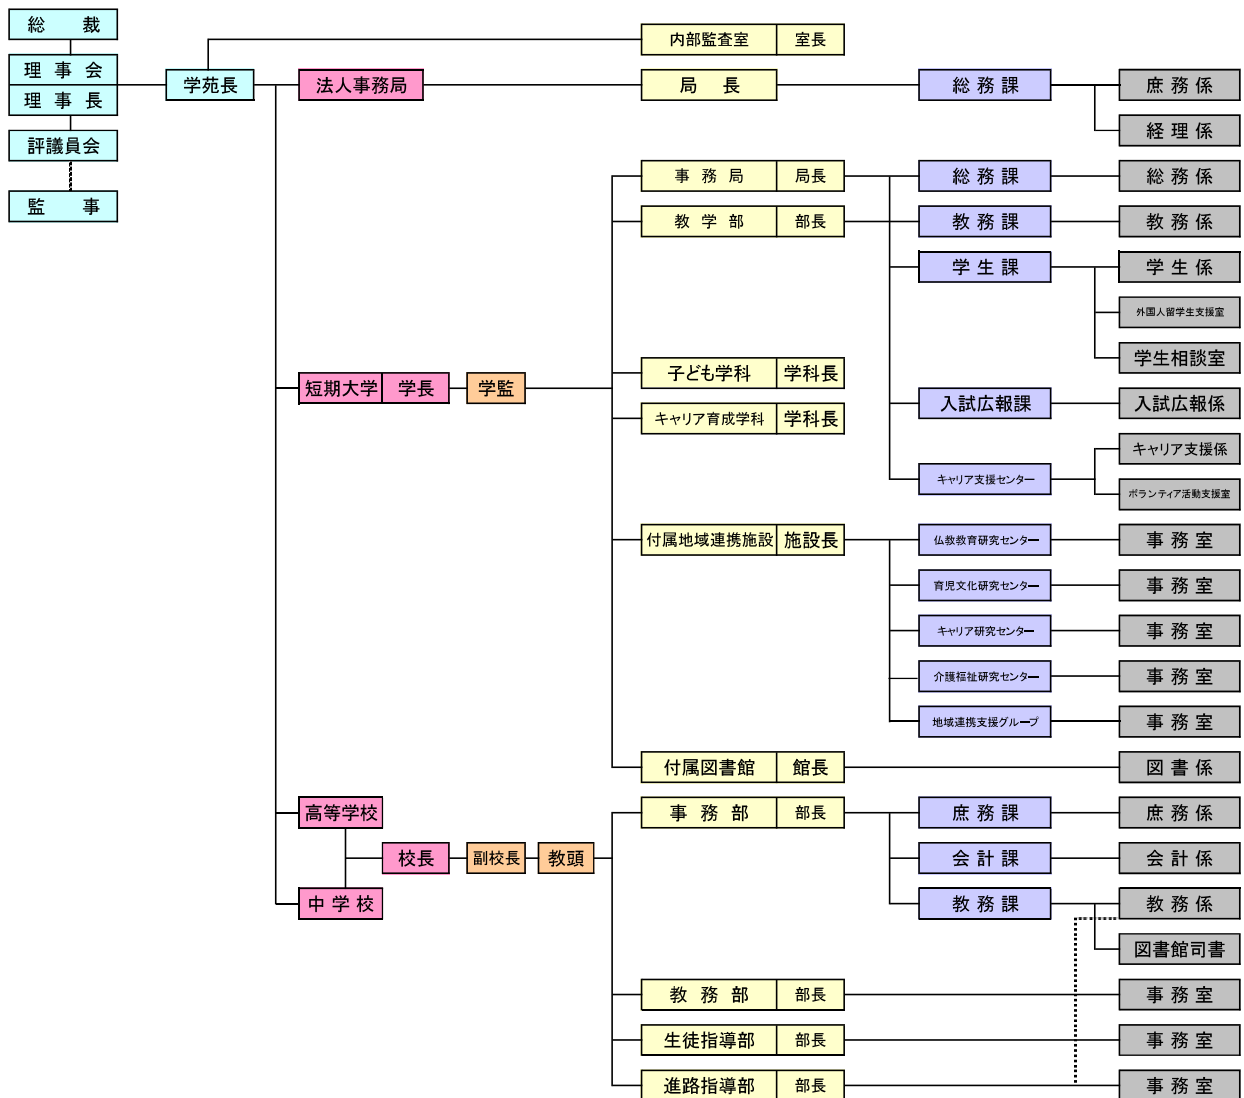 総裁
内部監査室 室長
理事会
理事長
学苑長 法人事務局 局長 総務課 庶務係
経理係
評議員会
監事
事務局 局長 総務課 総務係
教学部 部長 教務課 教務係
学生課 学生係
外国人留学生支援室
学生相談室
短期大学 学長 学監
子ども学科 学科長
入試広報課 入試広報係
キャリア育成学科 学科長
キャリア支援係
キャリア支援センター
ボランティア活動支援室
付属地域連携施設 施設長 仏教教育研究センター 事務室
育児文化研究センター 事務室
キャリア研究センター 事務室
介護福祉研究センター 事務室
地域連携支援グループ 事務室
付属図書館 館長 図書係
高等学校
事務部 部長 庶務課 庶務係
校長 副校長 教頭
会計課 会計係
中学校
教務課 教務係
図書館司書
教務部 部長 事務室
生徒指導部 部長 事務室
進路指導部 部長 事務室